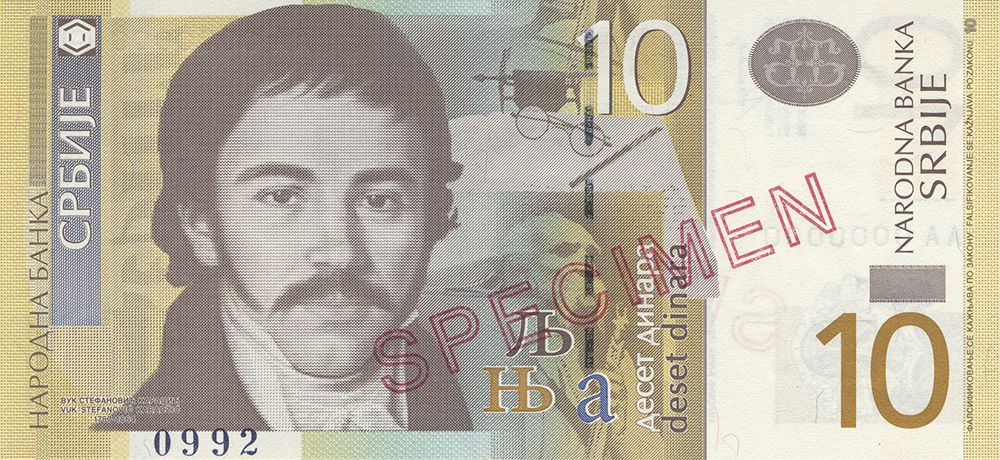 НАРОДНА БАНКА
СРБИЈЕ
10
NARODNA BANKA
SRBIJE
ФАЛСИФИКОВАЊЕ СЕ КАЖЊАВА ПО ЗАКОНУ
FALSIFIKOVANJE SE KAŽNJAVA PO ZAKONU
10
SPECIMEN
љ
њ а
десет динара
deset dinara
10
ВУК СТЕФАНОВИЋ КАРАЏИЋ
VUK STEFANOVIĆ KARADŽIĆ
0992